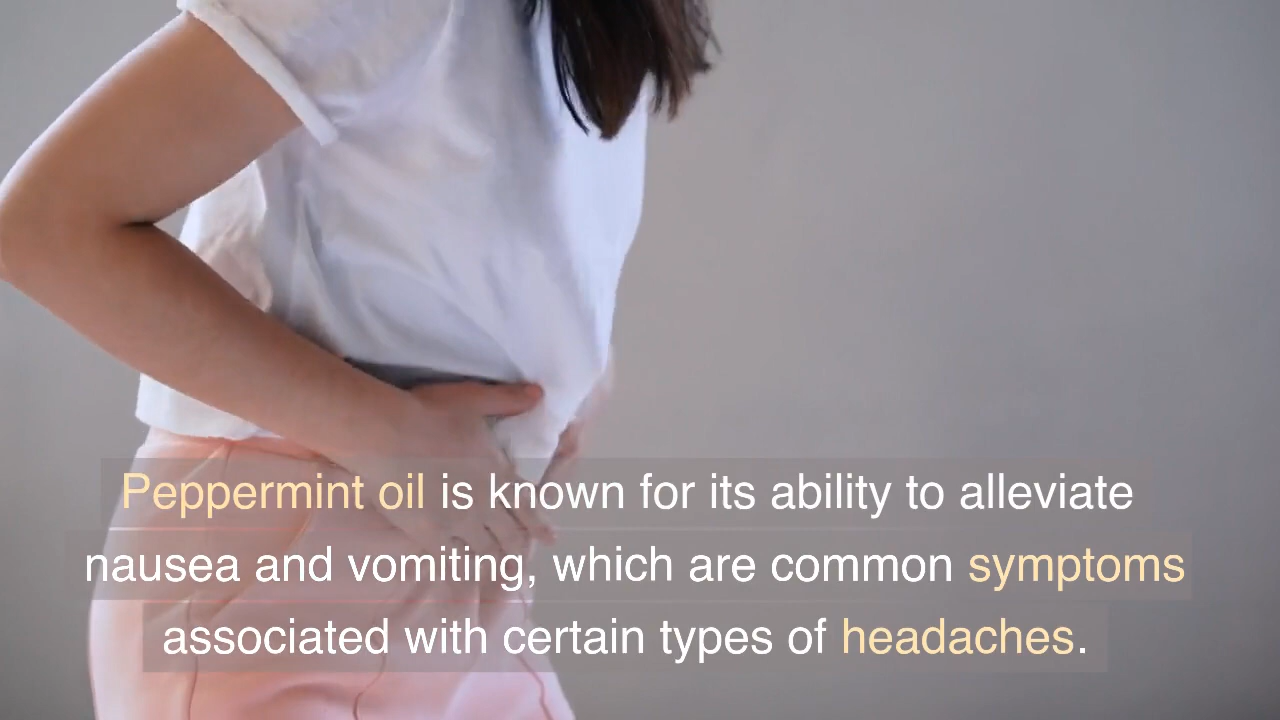 Peppermint oil is known for its ability to alleviate
nausea and vomiting, which are common symptoms
associated with certain types of headaches.